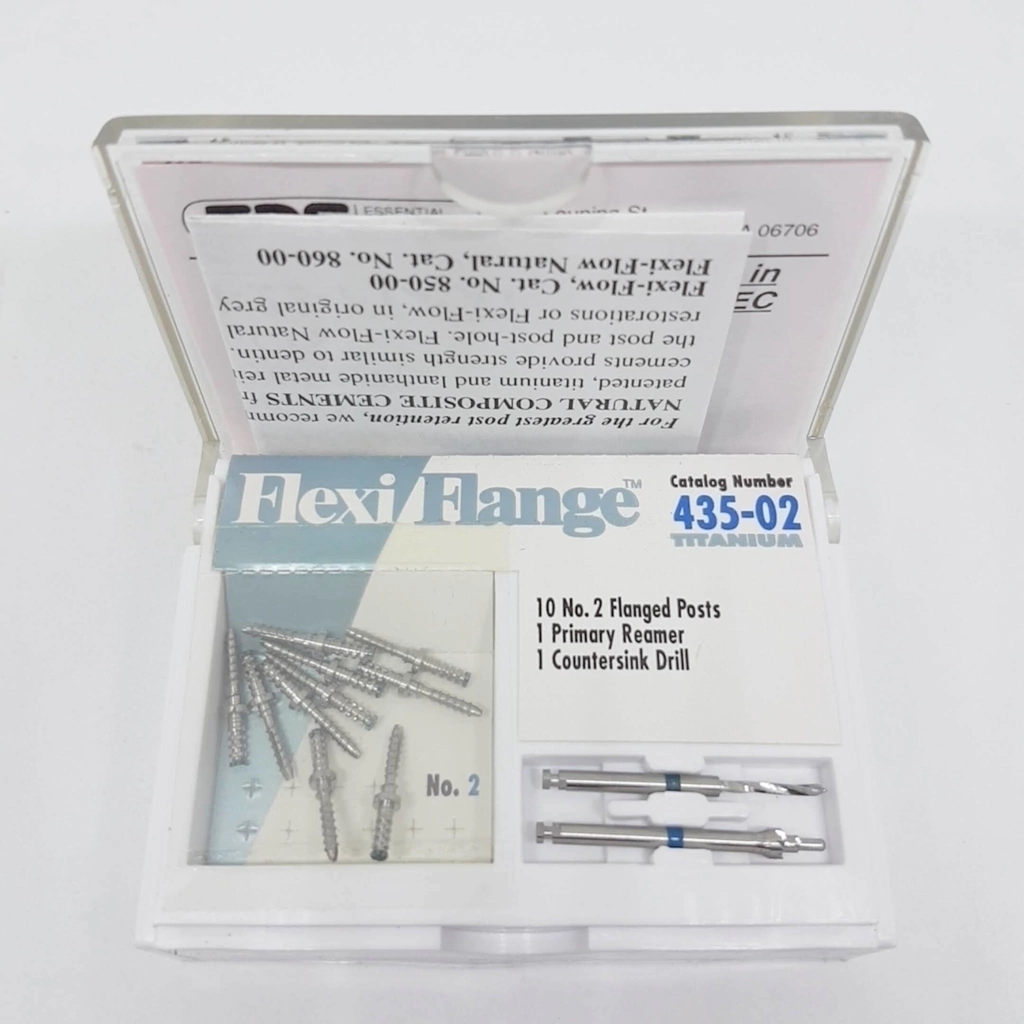 EDS
ESSENTIAL
06706
in
EC
Flexi-Flow Natural, Cat. No. 860-00
Flexi-Flow, Cat. No. 850-00
restorations or Flexi-Flow, in original grey
the post and post-hole. Flexi-Flow Natural
cements provide strength similar to dentin.
patented, titanium and lanthanide metal rei
NATURAL COMPOSITE CEMENTS fr
For the greatest post retention, we recom
Flexi Flange™
Catalog Number
435-02
TITANIUM
10 No. 2 Flanged Posts
1 Primary Reamer
1 Countersink Drill
No. 2